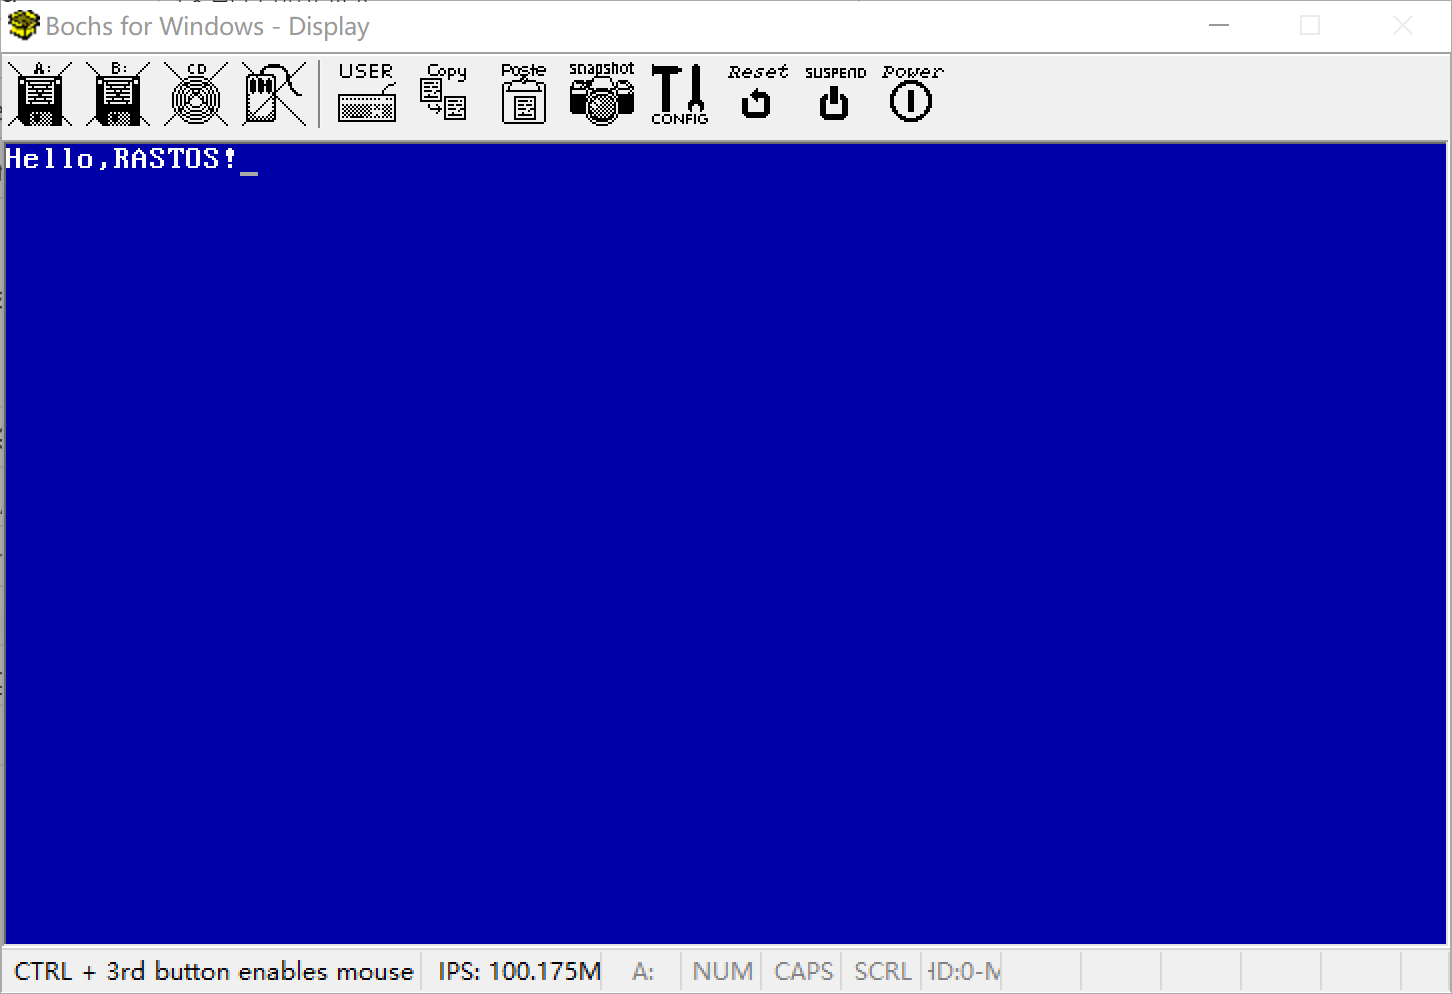 Bochs for Windows - Display
A: B: CD USER Copy Paste snapshot CONFIG Reset SUSPEND Power
Hello,RASTOS!_
CTRL + 3rd button enables mouse IPS: 100.175M A: NUM CAPS SCRL HD:0-M